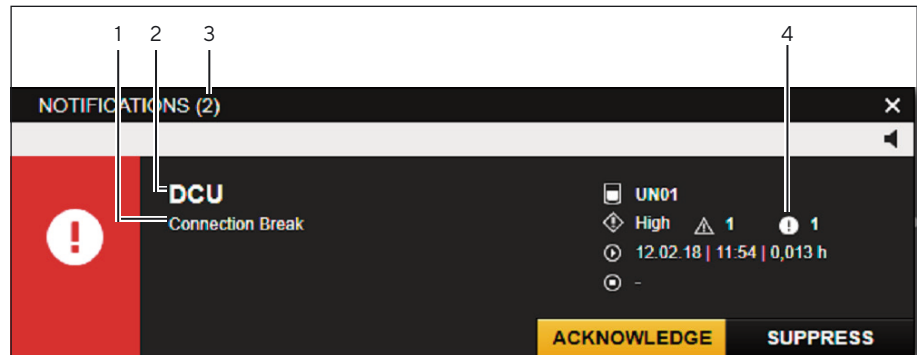 1 2 3 4
NOTIFICATIONS (2)
DCU
Connection Break
UN01
High 1 1
12.02.18 | 11:54 | 0,013 h
-
ACKNOWLEDGE SUPPRESS